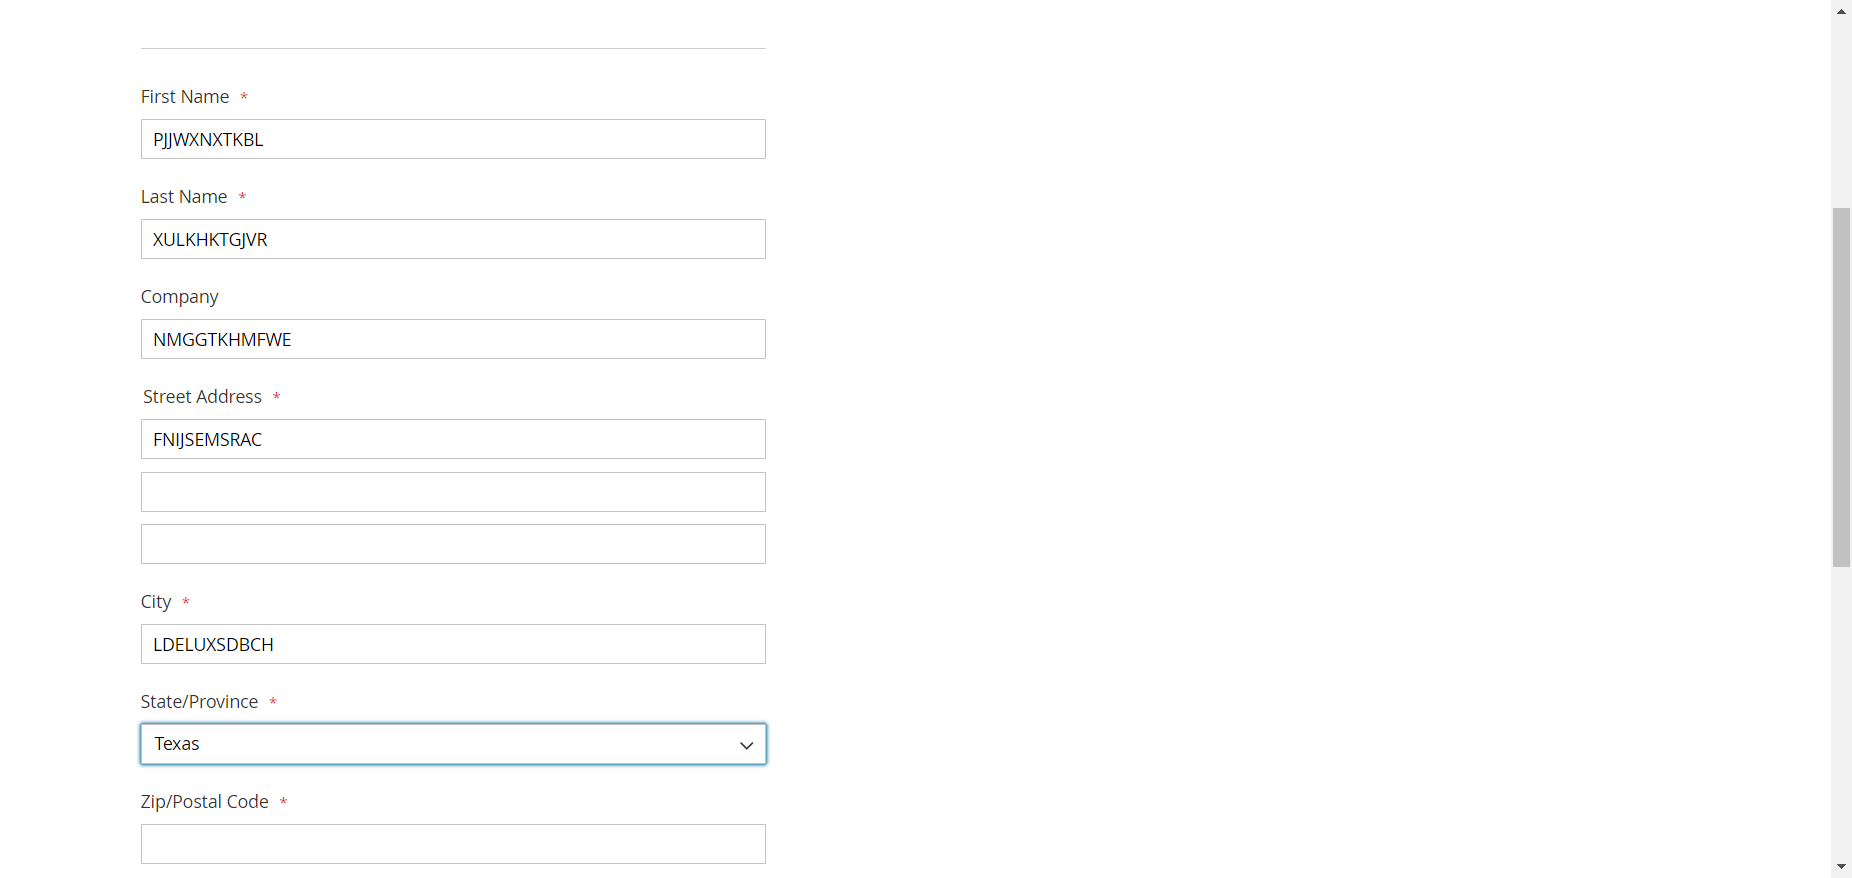 First Name *
PJJWXNXTKBL
Last Name *
XULKHKTGJVR
Company
NMGGTKHMFWE
Street Address *
FNIJSEMSRAC
City *
LDELUXSDBCH
State/Province *
Texas
Zip/Postal Code *